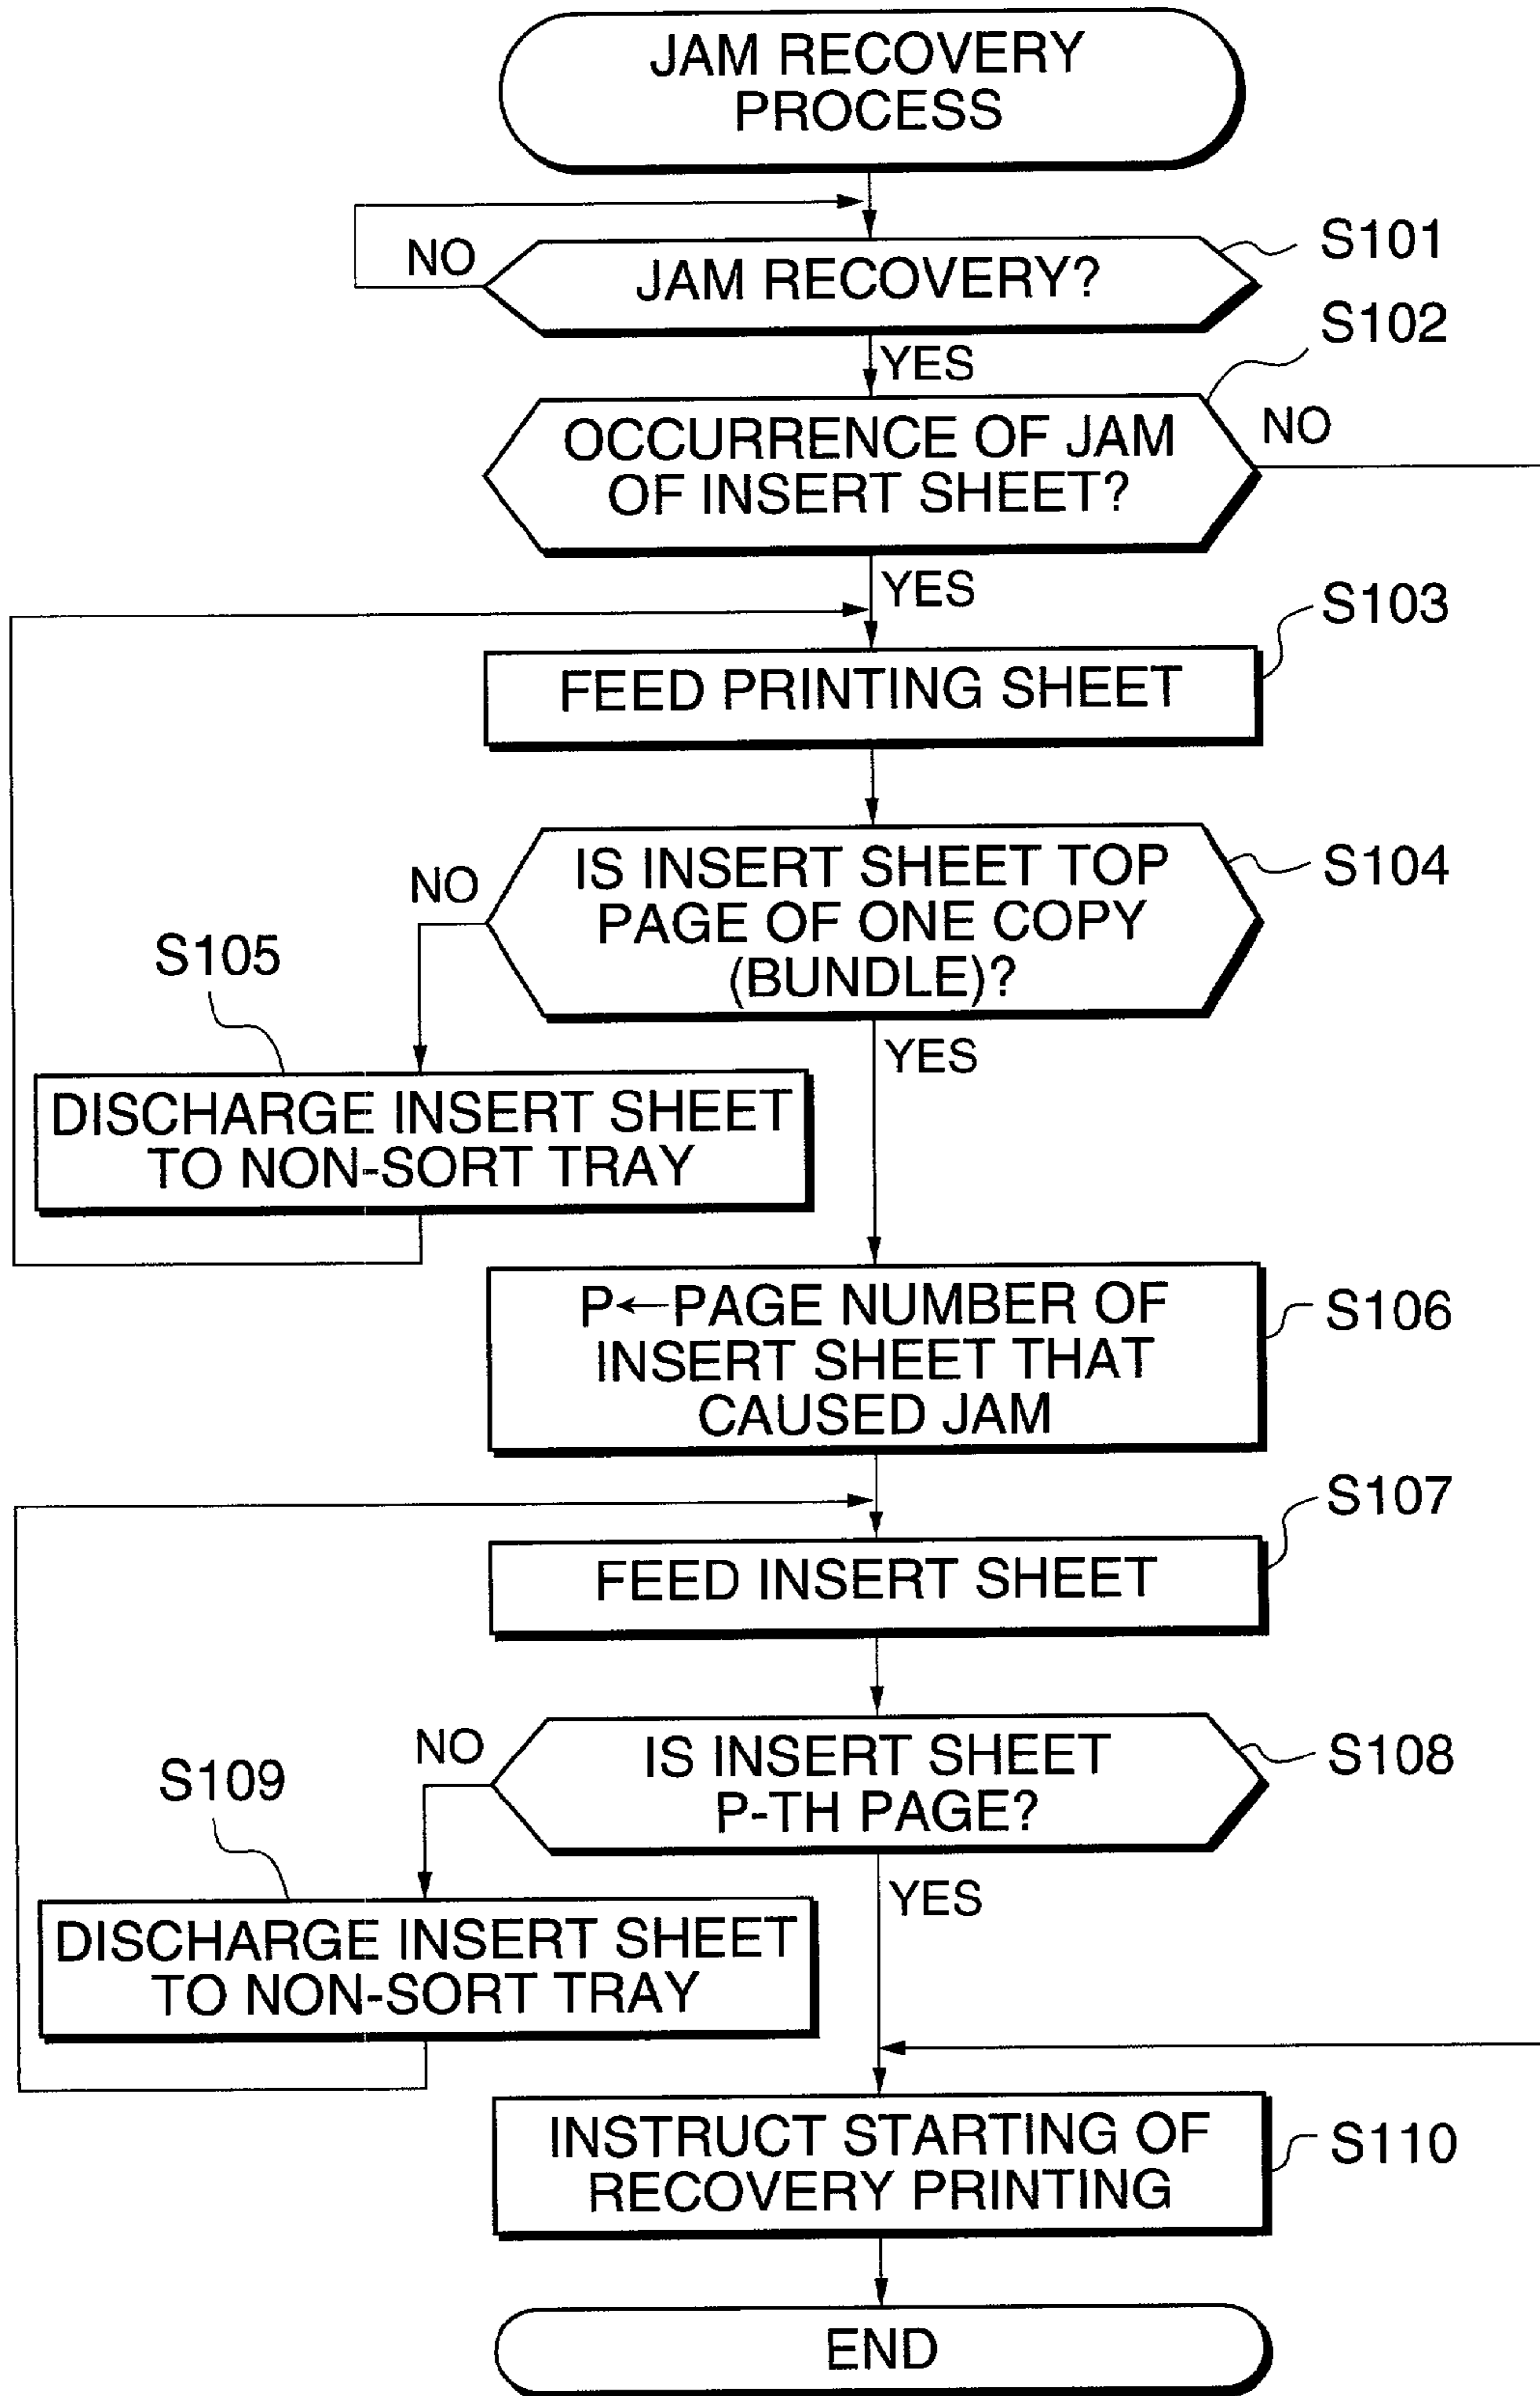 JAM RECOVERY
PROCESS
NO
JAM RECOVERY?
S101
YES
S102
OCCURRENCE OF JAM
OF INSERT SHEET?
NO
YES
S103
FEED PRINTING SHEET
NO
IS INSERT SHEET TOP
PAGE OF ONE COPY
(BUNDLE)?
S104
S105
YES
DISCHARGE INSERT SHEET
TO NON-SORT TRAY
P←PAGE NUMBER OF
INSERT SHEET THAT
CAUSED JAM
S106
S107
FEED INSERT SHEET
NO
IS INSERT SHEET
P-TH PAGE?
S108
S109
YES
DISCHARGE INSERT SHEET
TO NON-SORT TRAY
INSTRUCT STARTING OF
RECOVERY PRINTING
S110
END